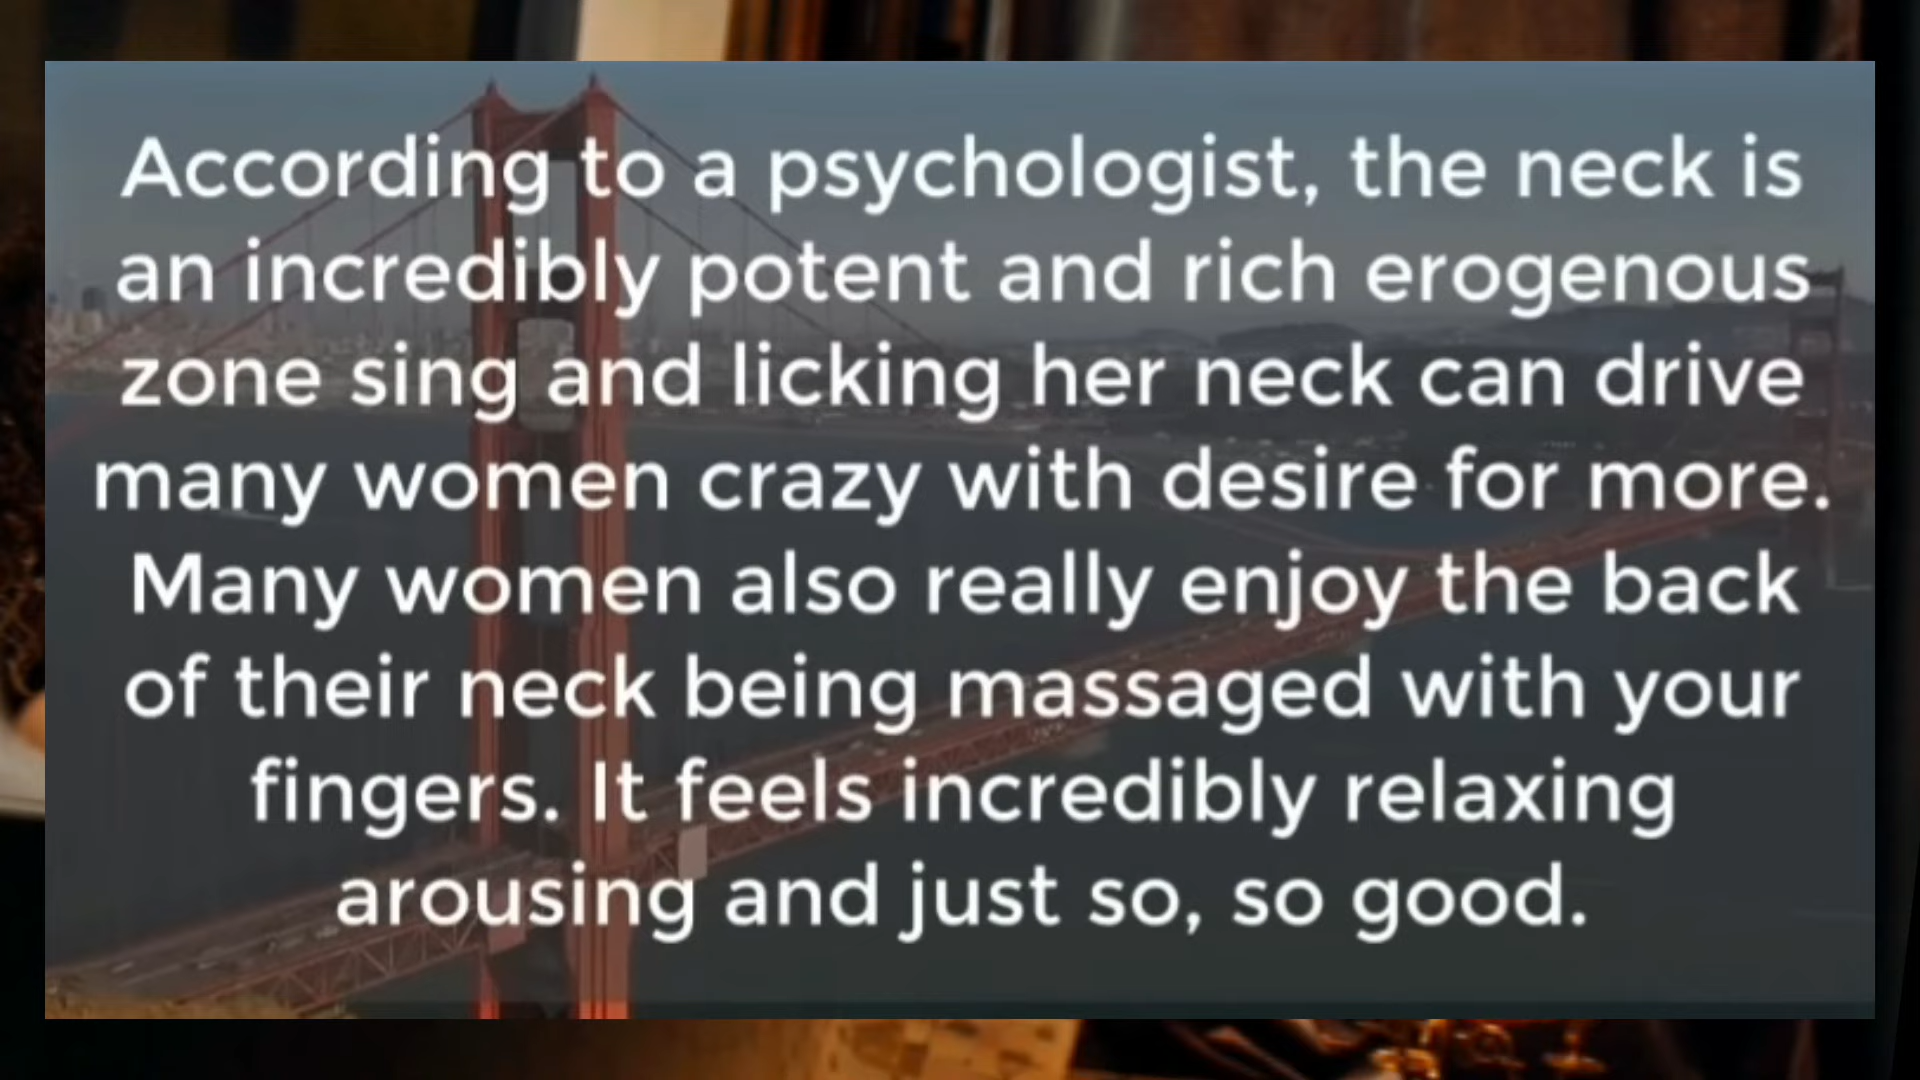 According to a psychologist, the neck is
an incredibly potent and rich erogenous
zone sing and licking her neck can drive
many women crazy with desire for more.
Many women also really enjoy the back
of their neck being massaged with your
fingers. It feels incredibly relaxing
arousing and just so, so good.